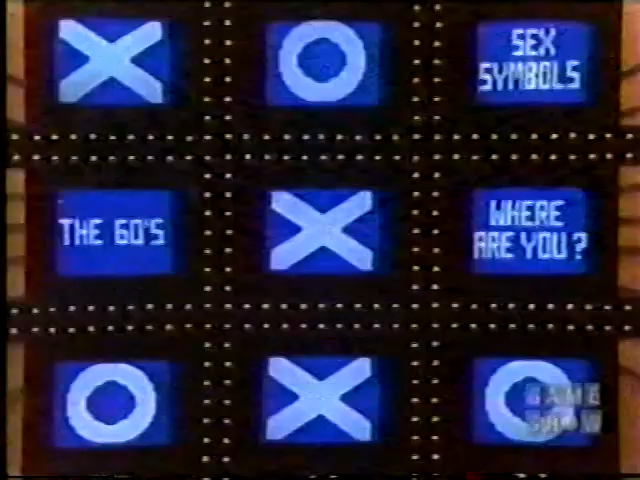 X O SEX
SYMBOLS
THE 60'S X WHERE
ARE YOU?
O X O
GAME
SHOW